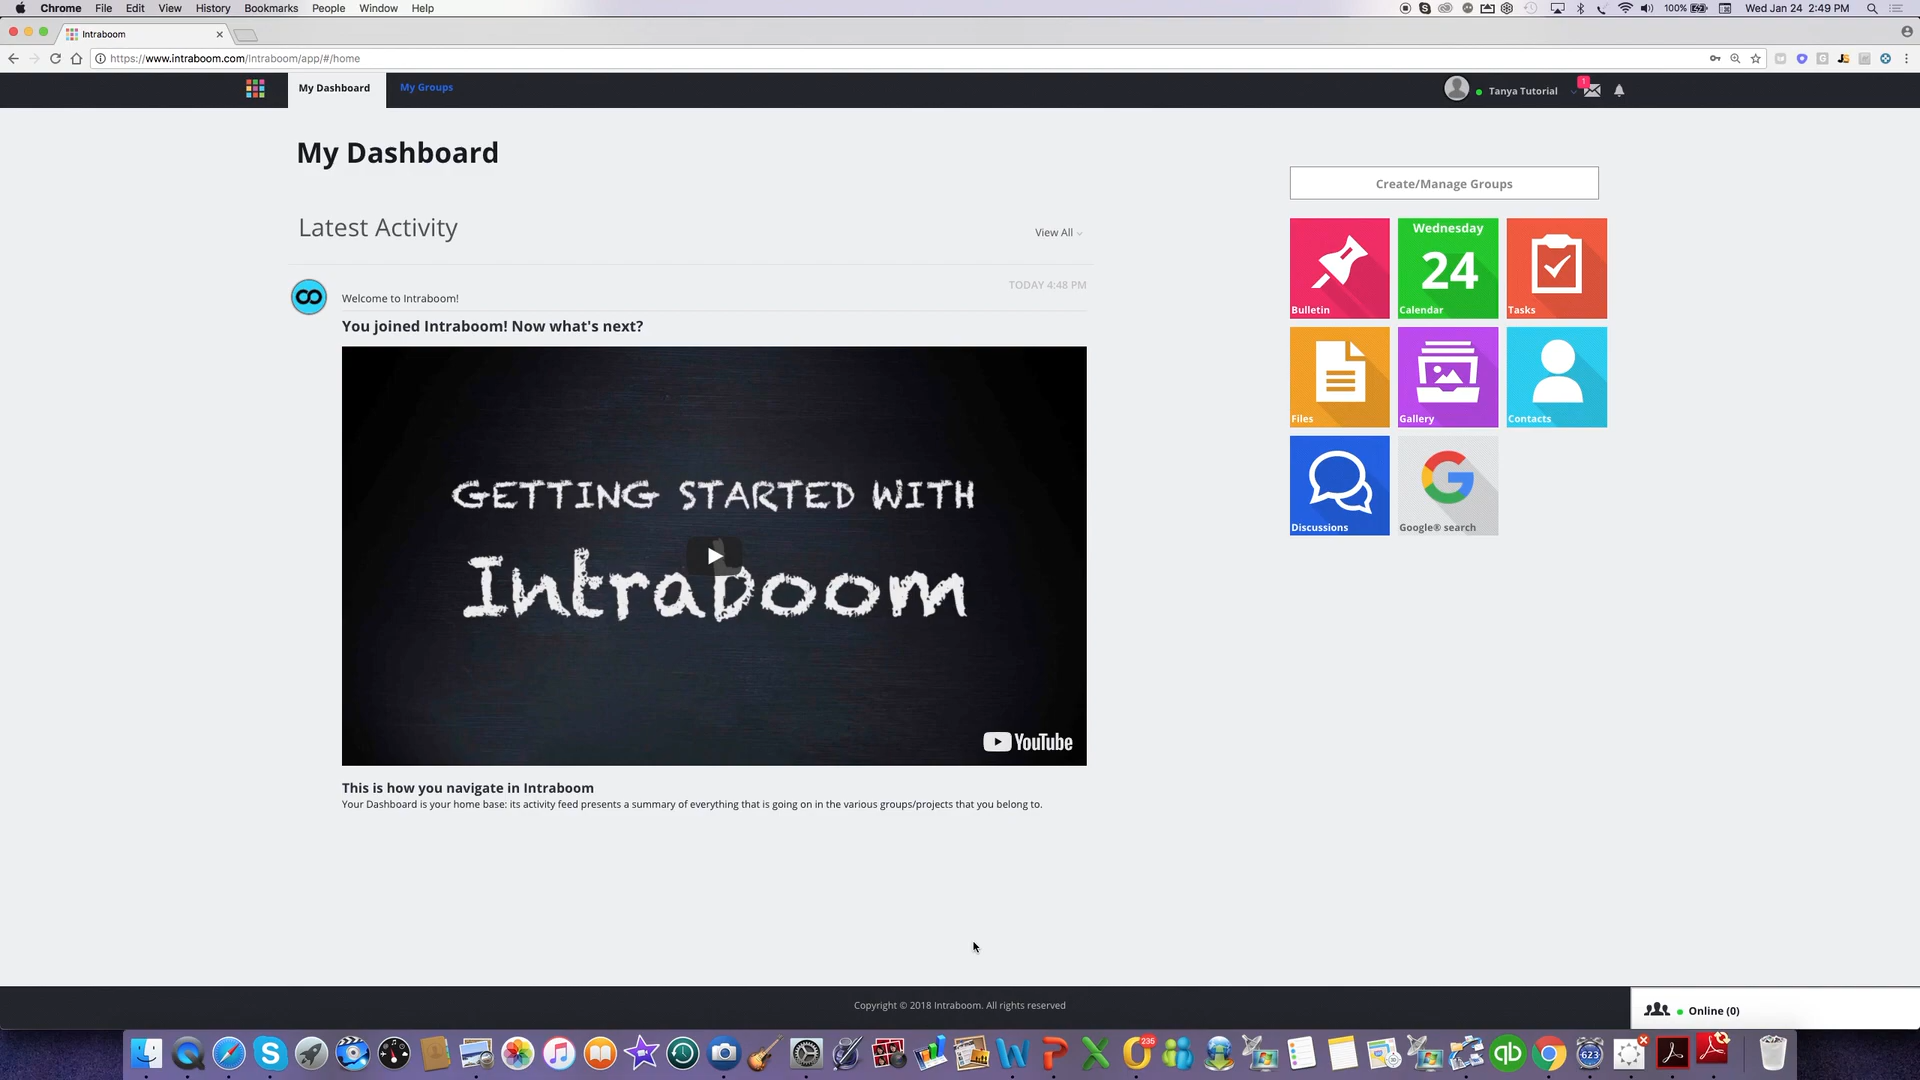 Chrome File Edit View History Bookmarks People Window Help
100% Wed Jan 24 2:49 PM
Intraboom
https://www.intraboom.com/Intraboom/app/#/home
My Dashboard My Groups
Tanya Tutorial 1
My Dashboard
Create/Manage Groups
Latest Activity
View All
Bulletin
Wednesday
24
Calendar
Tasks
Files
Gallery
Contacts
Discussions
Google® search
TODAY 4:48 PM
Welcome to Intraboom!
You joined Intraboom! Now what's next?
GETTING STARTED WITH
Intraboom
YouTube
This is how you navigate in Intraboom
Your Dashboard is your home base: its activity feed presents a summary of everything that is going on in the various groups/projects that you belong to.
Copyright © 2018 Intraboom. All rights reserved
Online (0)
236
623
qb